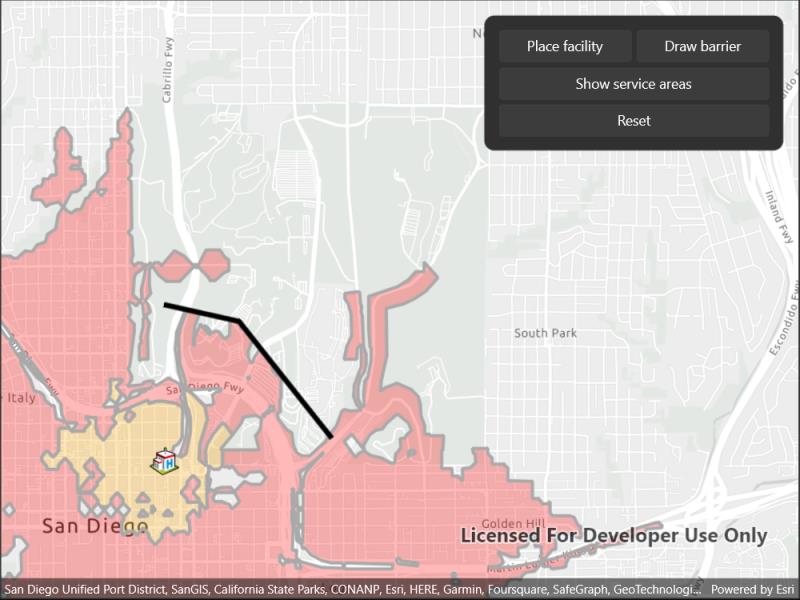 Place facility
Draw barrier
Show service areas
Reset
Cabrillo Fwy
Inland Fwy
Escondido Fwy
South Park
San Diego Fwy
Italy
San Diego
Golden Hill
Licensed For Developer Use Only
San Diego Unified Port District, SanGIS, California State Parks, CONANP, Esri, HERE, Garmin, Foursquare, SafeGraph, GeoTechnologi...
Powered by Esri